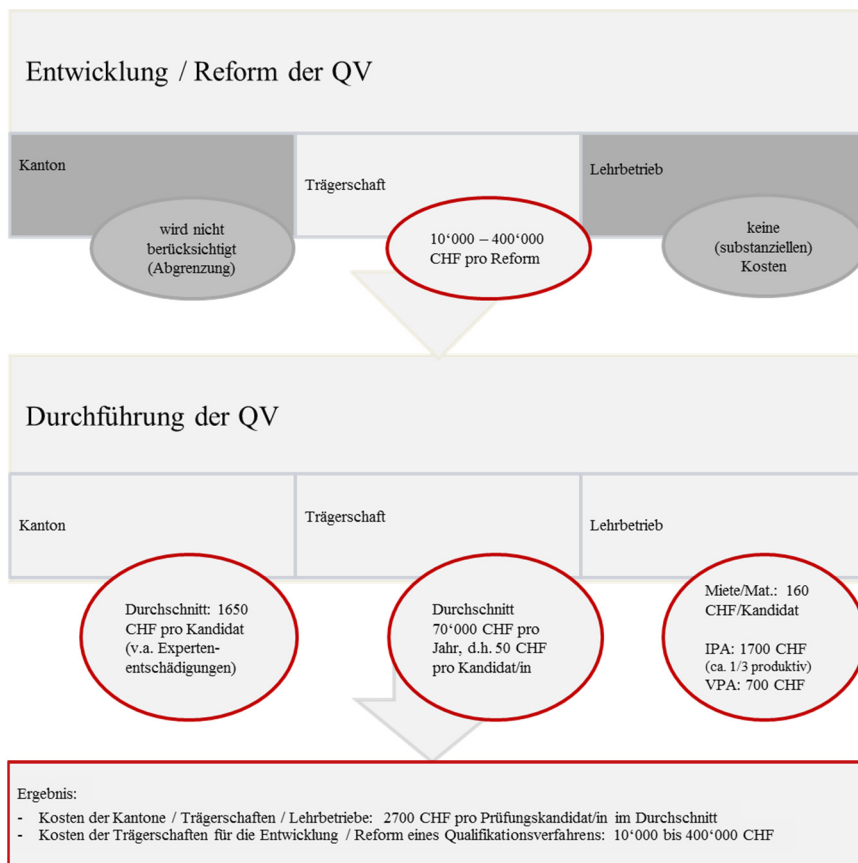 Entwicklung / Reform der QV
Kanton
Trägerschaft
Lehrbetrieb
wird nicht
berücksichtigt
(Abgrenzung)
10‘000 – 400‘000
CHF pro Reform
keine
(substanziellen)
Kosten
Durchführung der QV
Kanton
Trägerschaft
Lehrbetrieb
Durchschnitt: 1650
CHF pro Kandidat
(v.a. Experten-
entschädigungen)
Durchschnitt
70‘000 CHF pro
Jahr, d.h. 50 CHF
pro Kandidat/in
Miete/Mat.: 160
CHF/Kandidat
IPA: 1700 CHF
(ca. 1/3 produktiv)
VPA: 700 CHF
Ergebnis:
- Kosten der Kantone / Trägerschaften / Lehrbetriebe: 2700 CHF pro Prüfungskandidat/in im Durchschnitt
- Kosten der Trägerschaften für die Entwicklung / Reform eines Qualifikationsverfahrens: 10‘000 bis 400‘000 CHF